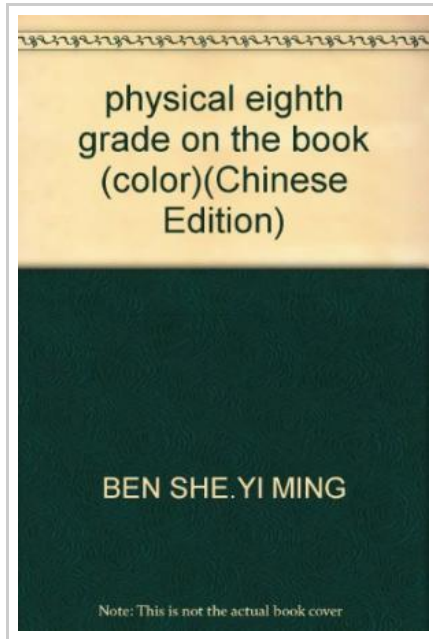 physical eighth
grade on the book
(color)(Chinese
Edition)
BEN SHE.YI MING
Note: This is not the actual book cover